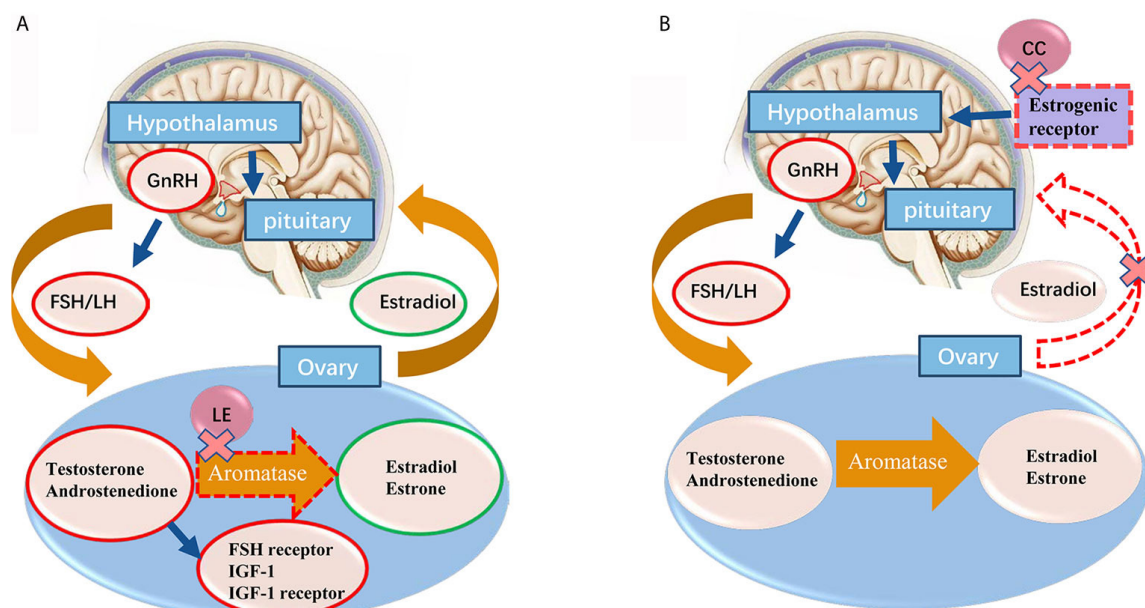 A
Hypothalamus
GnRH
pituitary
FSH/LH
Estradiol
Ovary
LE
Testosterone
Androstenedione
Aromatase
Estradiol
Estrone
FSH receptor
IGF-1
IGF-1 receptor
B
CC
Estrogenic
receptor
Hypothalamus
GnRH
pituitary
FSH/LH
Estradiol
Ovary
Testosterone
Androstenedione
Aromatase
Estradiol
Estrone